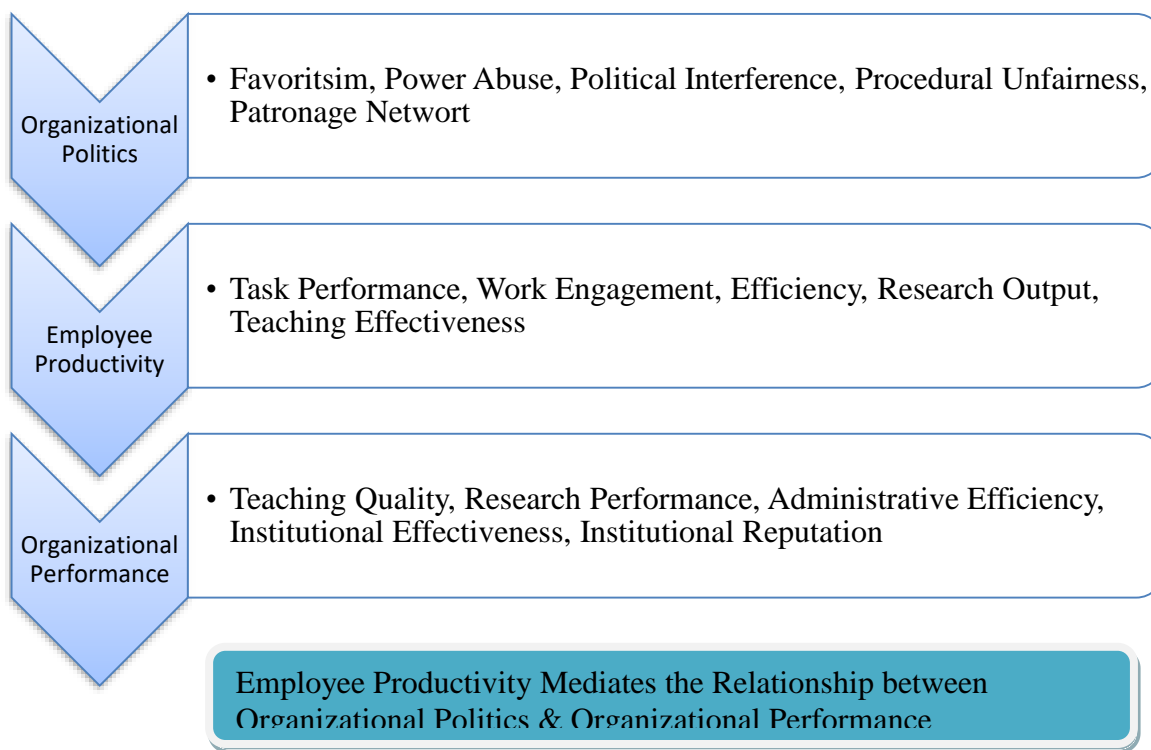 Organizational
Politics
• Favoritsim, Power Abuse, Political Interference, Procedural Unfairness,
Patronage Networt
Employee
Productivity
• Task Performance, Work Engagement, Efficiency, Research Output,
Teaching Effectiveness
Organizational
Performance
• Teaching Quality, Research Performance, Administrative Efficiency,
Institutional Effectiveness, Institutional Reputation
Employee Productivity Mediates the Relationship between
Organizational Politics & Organizational Performance